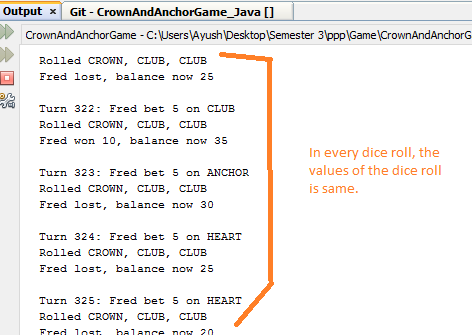 Output × Git - CrownAndAnchorGame_Java []
CrownAndAnchorGame - C:\Users\Ayush\Desktop\Semester 3\ppp\Game\CrownAndAnchorG
Rolled CROWN, CLUB, CLUB
Fred lost, balance now 25
Turn 322: Fred bet 5 on CLUB
Rolled CROWN, CLUB, CLUB
Fred won 10, balance now 35
Turn 323: Fred bet 5 on ANCHOR
Rolled CROWN, CLUB, CLUB
Fred lost, balance now 30
Turn 324: Fred bet 5 on HEART
Rolled CROWN, CLUB, CLUB
Fred lost, balance now 25
Turn 325: Fred bet 5 on HEART
Rolled CROWN, CLUB, CLUB
Fred lost, balance now 20
In every dice roll, the
values of the dice roll
is same.